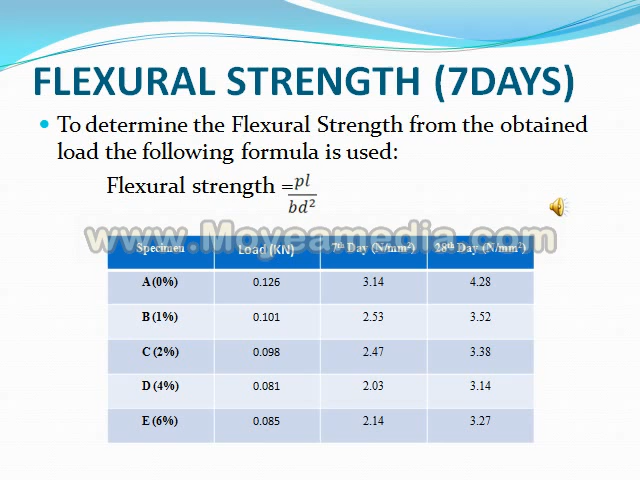 FLEXURAL STRENGTH (7DAYS)
• To determine the Flexural Strength from the obtained
load the following formula is used:
Flexural strength = pl / bd²
www.Moyeamedia.com
Specimen Load (KN) 7th Day (N/mm²) 28th Day (N/mm²)
A (0%) 0.126 3.14 4.28
B (1%) 0.101 2.53 3.52
C (2%) 0.098 2.47 3.38
D (4%) 0.081 2.03 3.14
E (6%) 0.085 2.14 3.27